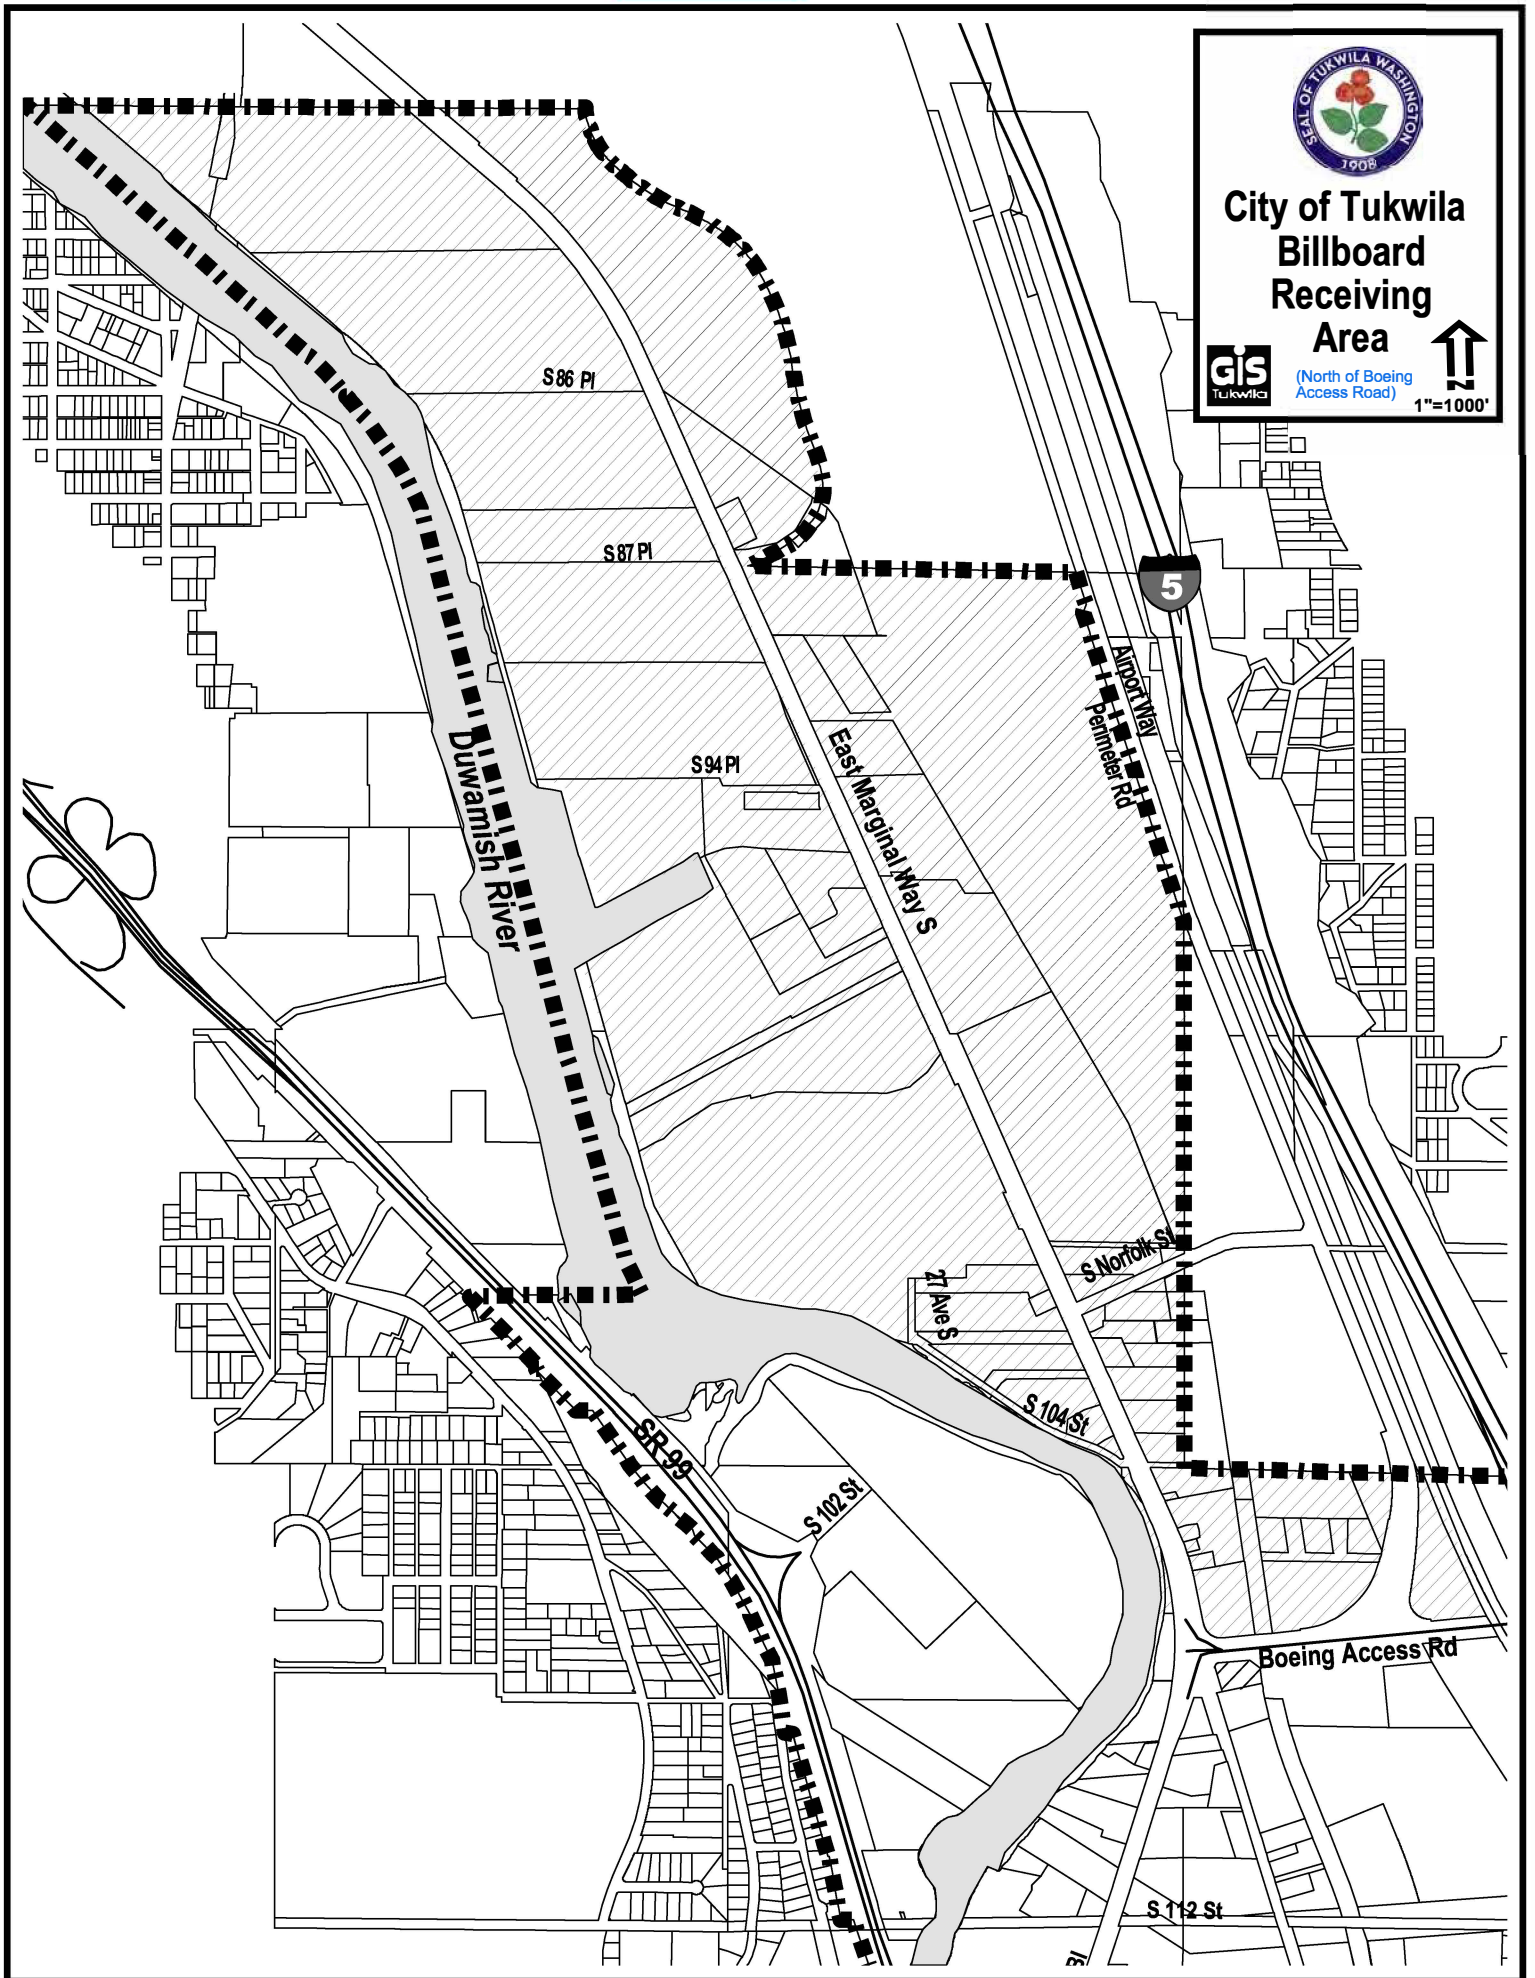 SEAL OF TUKWILA WASHINGTON
1908
City of Tukwila
Billboard
Receiving
Area
GIS
Tukwila
(North of Boeing
Access Road)
N
1"=1000'
S 86 Pl
S 87 Pl
5
Airport Way
Perimeter Rd
S 94 Pl
East Marginal Way S
Duwamish River
S Norfolk St
27 Ave S
S 104 St
SR 99
S 102 St
Boeing Access Rd
S 112 St
Bl